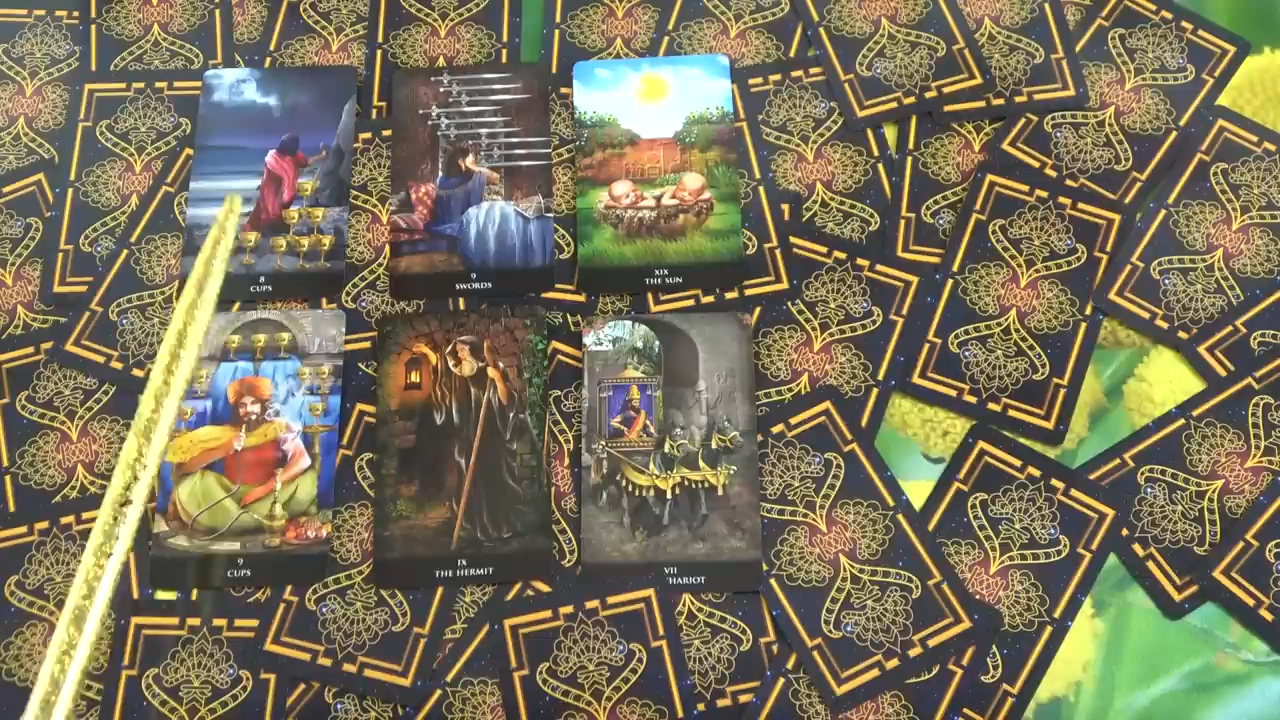 8
CUPS
9
SWORDS
XIX
THE SUN
9
CUPS
IX
THE HERMIT
VII
HARIOT